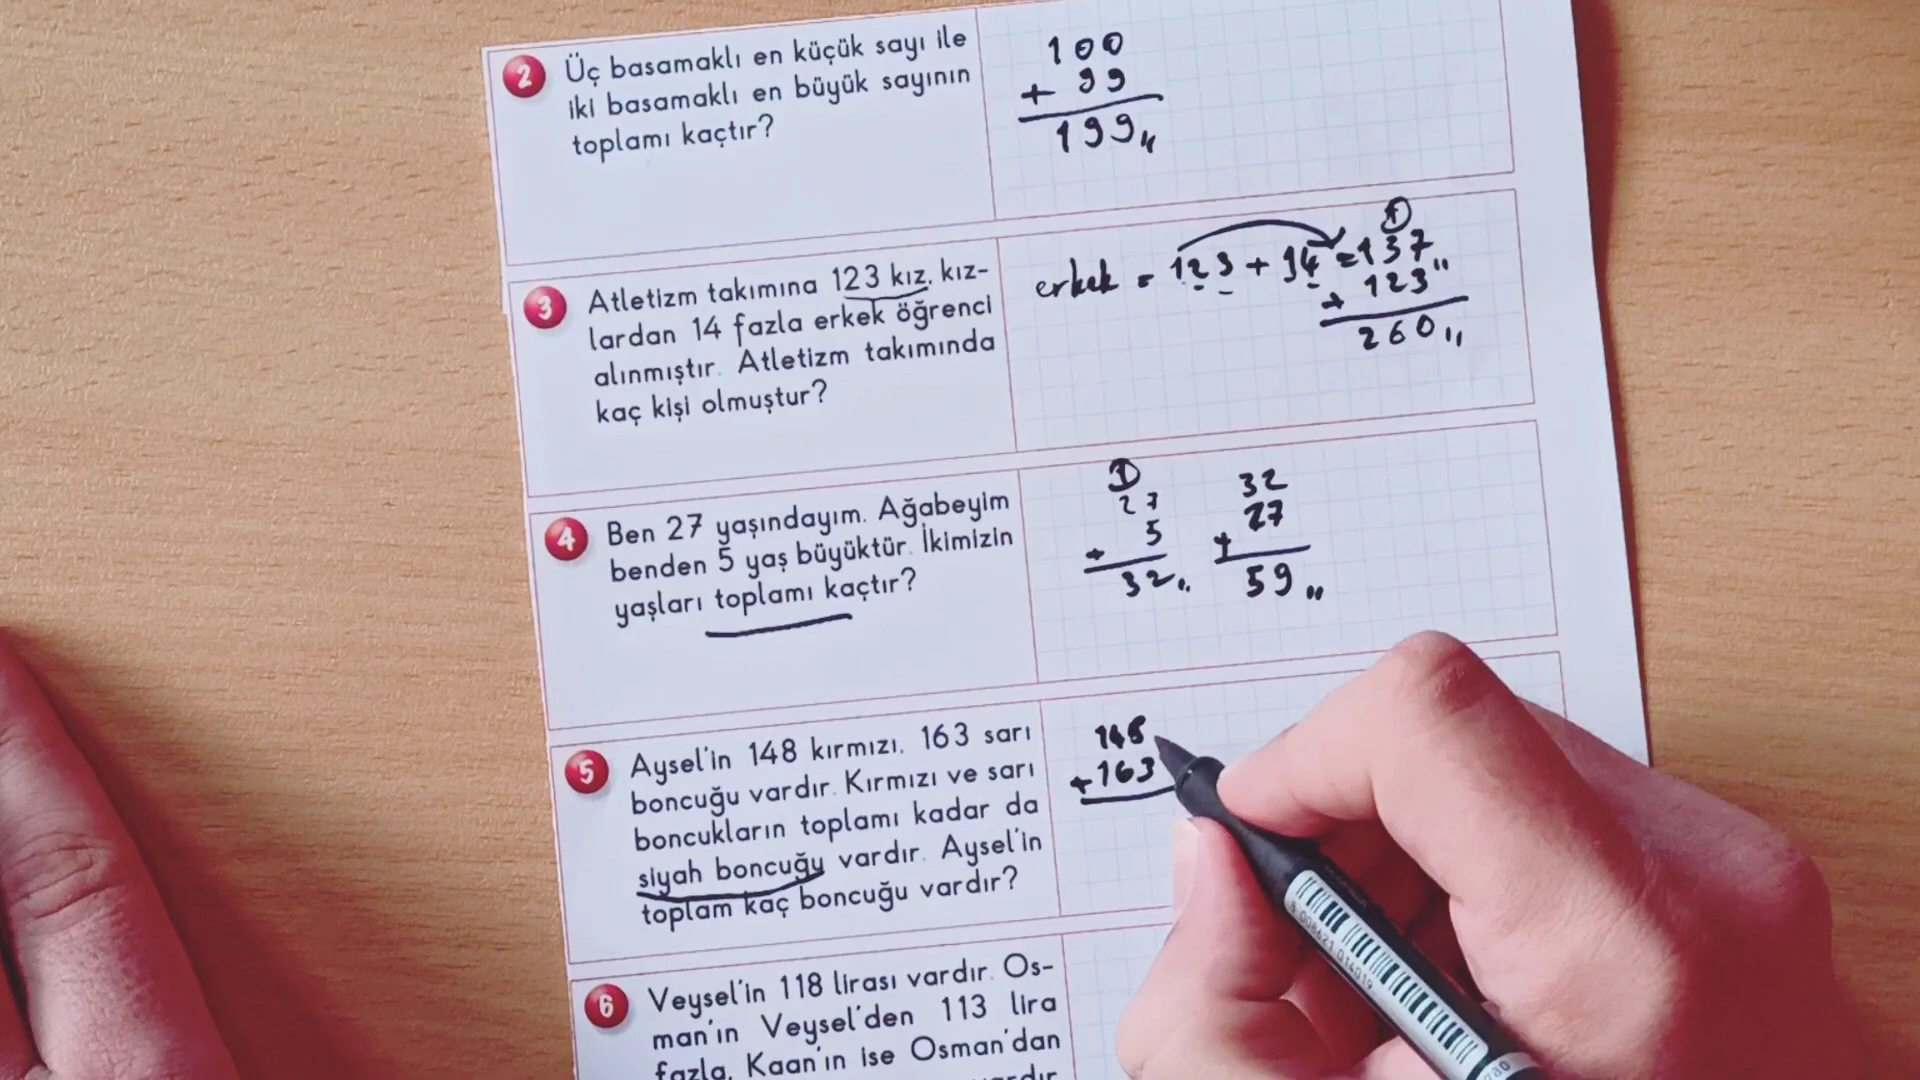 2 Üç basamaklı en küçük sayı ile
iki basamaklı en büyük sayının
toplamı kaçtır?
100
+ 99
199
3 Atletizm takımına 123 kız, kız-
lardan 14 fazla erkek öğrenci
alınmıştır. Atletizm takımında
kaç kişi olmuştur?
1
erkek = 123 + 14 = 137
+ 123
260
4 Ben 27 yaşındayım. Ağabeyim
benden 5 yaş büyüktür. İkimizin
yaşları toplamı kaçtır?
1
27
+ 5
32
32
+ 27
59
5 Aysel'in 148 kırmızı, 163 sarı
boncuğu vardır. Kırmızı ve sarı
boncukların toplamı kadar da
siyah boncuğu vardır. Aysel'in
toplam kaç boncuğu vardır?
148
+ 163
6 Veysel'in 118 lirası vardır. Os-
man'ın Veysel'den 113 lira
fazla, Kaan'ın ise Osman'dan